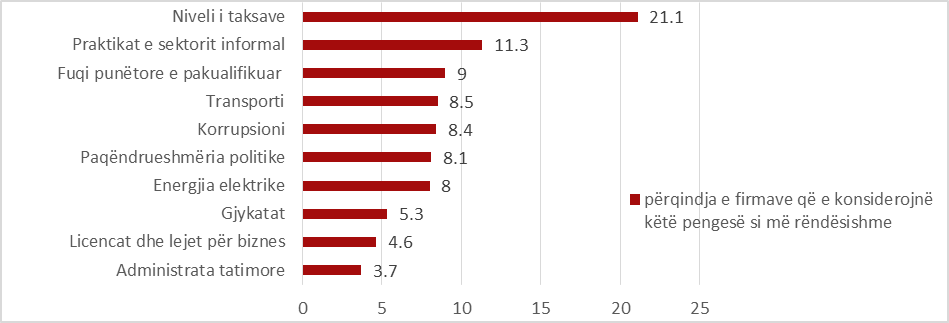 Niveli i taksave 21.1
Praktikat e sektorit informal 11.3
Fuqi punëtore e pakualifikuar 9
Transporti 8.5
Korrupsioni 8.4
Paqëndrueshmëria politike 8.1
Energjia elektrike 8
Gjykatat 5.3
Licencat dhe lejet për biznes 4.6
Administrata tatimore 3.7
0 5 10 15 20 25
përqindja e firmave që e konsiderojnë
këtë pengesë si më rëndësishme